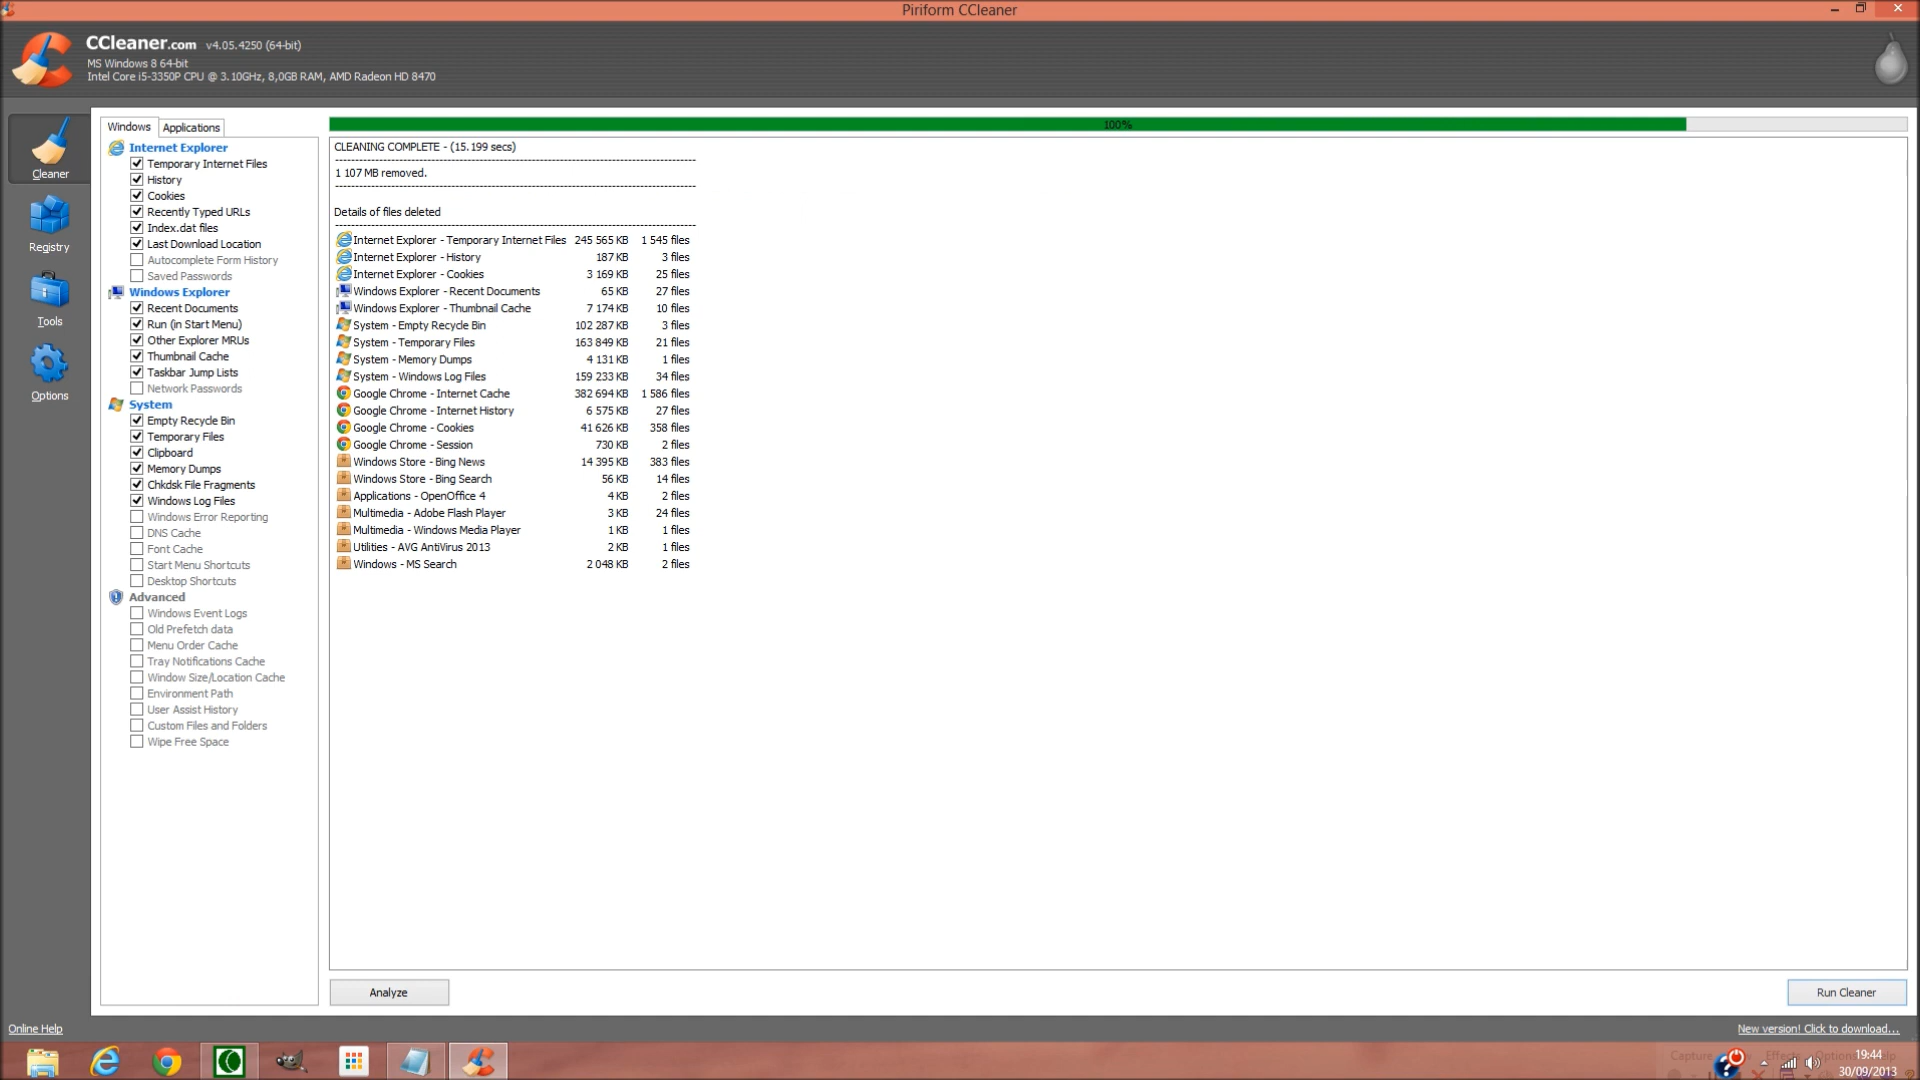 Piriform CCleaner
CCleaner.com v4.05.4250 (64-bit)
MS Windows 8 64-bit
Intel Core i5-3350P CPU @ 3.10GHz, 8,0GB RAM, AMD Radeon HD 8470
Cleaner
Registry
Tools
Options
Windows Applications
Internet Explorer
Temporary Internet Files
History
Cookies
Recently Typed URLs
Index.dat files
Last Download Location
Autocomplete Form History
Saved Passwords
Windows Explorer
Recent Documents
Run (in Start Menu)
Other Explorer MRUs
Thumbnail Cache
Taskbar Jump Lists
Network Passwords
System
Empty Recycle Bin
Temporary Files
Clipboard
Memory Dumps
Chkdsk File Fragments
Windows Log Files
Windows Error Reporting
DNS Cache
Font Cache
Start Menu Shortcuts
Desktop Shortcuts
Advanced
Windows Event Logs
Old Prefetch data
Menu Order Cache
Tray Notifications Cache
Window Size/Location Cache
Environment Path
User Assist History
Custom Files and Folders
Wipe Free Space
100%
CLEANING COMPLETE - (15.199 secs)
1 107 MB removed.
Details of files deleted
Internet Explorer - Temporary Internet Files 245 565 KB 1 545 files
Internet Explorer - History 187 KB 3 files
Internet Explorer - Cookies 3 169 KB 25 files
Windows Explorer - Recent Documents 65 KB 27 files
Windows Explorer - Thumbnail Cache 7 174 KB 10 files
System - Empty Recycle Bin 102 287 KB 3 files
System - Temporary Files 163 849 KB 21 files
System - Memory Dumps 4 131 KB 1 files
System - Windows Log Files 159 233 KB 34 files
Google Chrome - Internet Cache 382 694 KB 1 586 files
Google Chrome - Internet History 6 575 KB 27 files
Google Chrome - Cookies 41 626 KB 358 files
Google Chrome - Session 730 KB 2 files
Windows Store - Bing News 14 395 KB 383 files
Windows Store - Bing Search 56 KB 14 files
Applications - OpenOffice 4 4 KB 2 files
Multimedia - Adobe Flash Player 3 KB 24 files
Multimedia - Windows Media Player 1 KB 1 files
Utilities - AVG AntiVirus 2013 2 KB 1 files
Windows - MS Search 2 048 KB 2 files
Analyze
Run Cleaner
Online Help
New version! Click to download...
Capture
19:44
30/09/2013